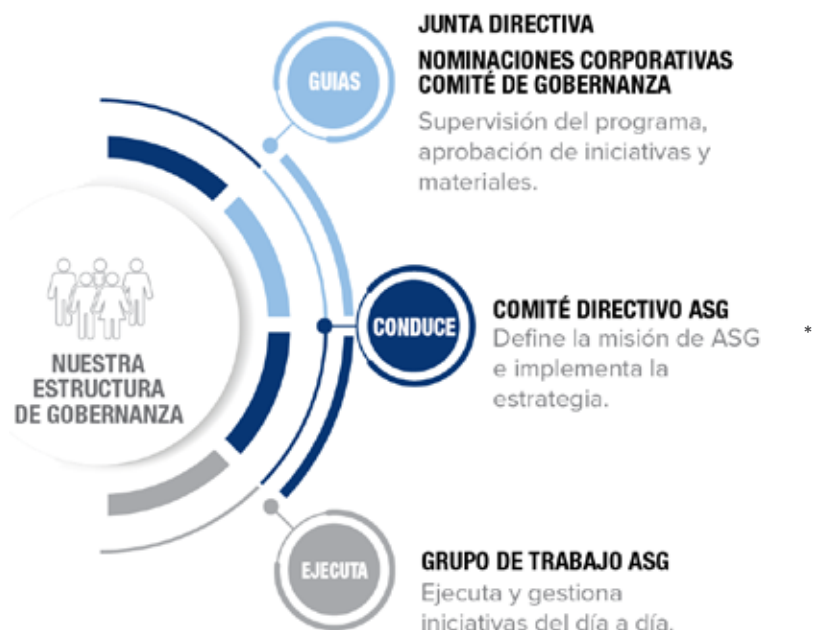 JUNTA DIRECTIVA
NOMINACIONES CORPORATIVAS
COMITÉ DE GOBERNANZA
Supervisión del programa,
aprobación de iniciativas y
materiales.
GUIAS
CONDUCE
COMITÉ DIRECTIVO ASG
Define la misión de ASG *
e implementa la
estrategia.
NUESTRA
ESTRUCTURA
DE GOBERNANZA
EJECUTA
GRUPO DE TRABAJO ASG
Ejecuta y gestiona
iniciativas del día a día.